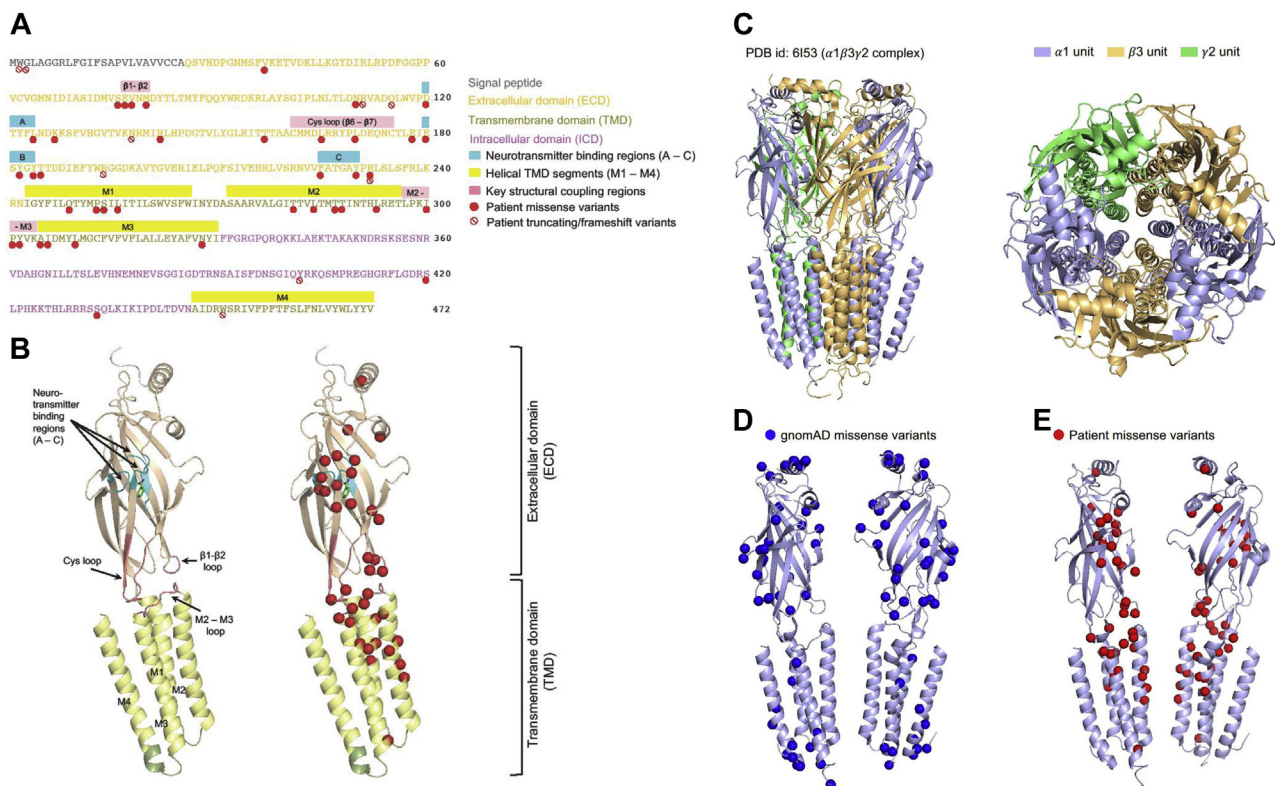 A
MWGLAGGRLFGIFSAPVLVAVVCCAQSVNDPGNMSFVKETVDKLLKGYDIRLRPDFGGPP 60
β1- β2
VCVGMNIDIASIDMVSEVNMDYTLTMYFQQYWRDKRLAYSGIPLNLTLDNRVADQLWVPD 120
A
Cys loop (β6 – β7)
TYFLNDKKSFVHGVTVKNRMIRLHPDGTVLYGLRITTTAACMMDLRRYPLDEQNCTLEIE 180
B
C
SYGYTTDDIEFYWRGGDKAVTGVERIELPQFSIVEHRLVSRNVVFATGAYPRLSLSFRLK 240
M1
M2
M2 -
RNIGYFILQTYMPSILITILSWVSFWINYDASAARVALGITTVLTMTTINTHLRETLPKI 300
- M3
M3
PYVKAIDMYLMGCFVFVFLALLEYAFVNYIFFGRGPQRQKKLAEKTAKAKNDRSKSESNR 360
VDAHGNILLTSLEVHNEMNEVSGGIGDTRNSAISFDNSGIQYRKQSMPREGHGRFLGDRS 420
M4
LPHKKTHLRRRSSQLKIKIPDLTDVNAIDRWSRIVFPFTFSLFNLVYWLYYV 472
Signal peptide
Extracellular domain (ECD)
Transmembrane domain (TMD)
Intracellular domain (ICD)
Neurotransmitter binding regions (A – C)
Helical TMD segments (M1 – M4)
Key structural coupling regions
Patient missense variants
Patient truncating/frameshift variants
B
Neuro-
transmitter
binding
regions
(A – C)
Cys loop
β1-β2
loop
M2 – M3
loop
M1
M2
M4
M3
Extracellular domain
(ECD)
Transmembrane domain
(TMD)
C
PDB id: 6I53 (α1β3γ2 complex)
α1 unit
β3 unit
γ2 unit
D
gnomAD missense variants
E
Patient missense variants